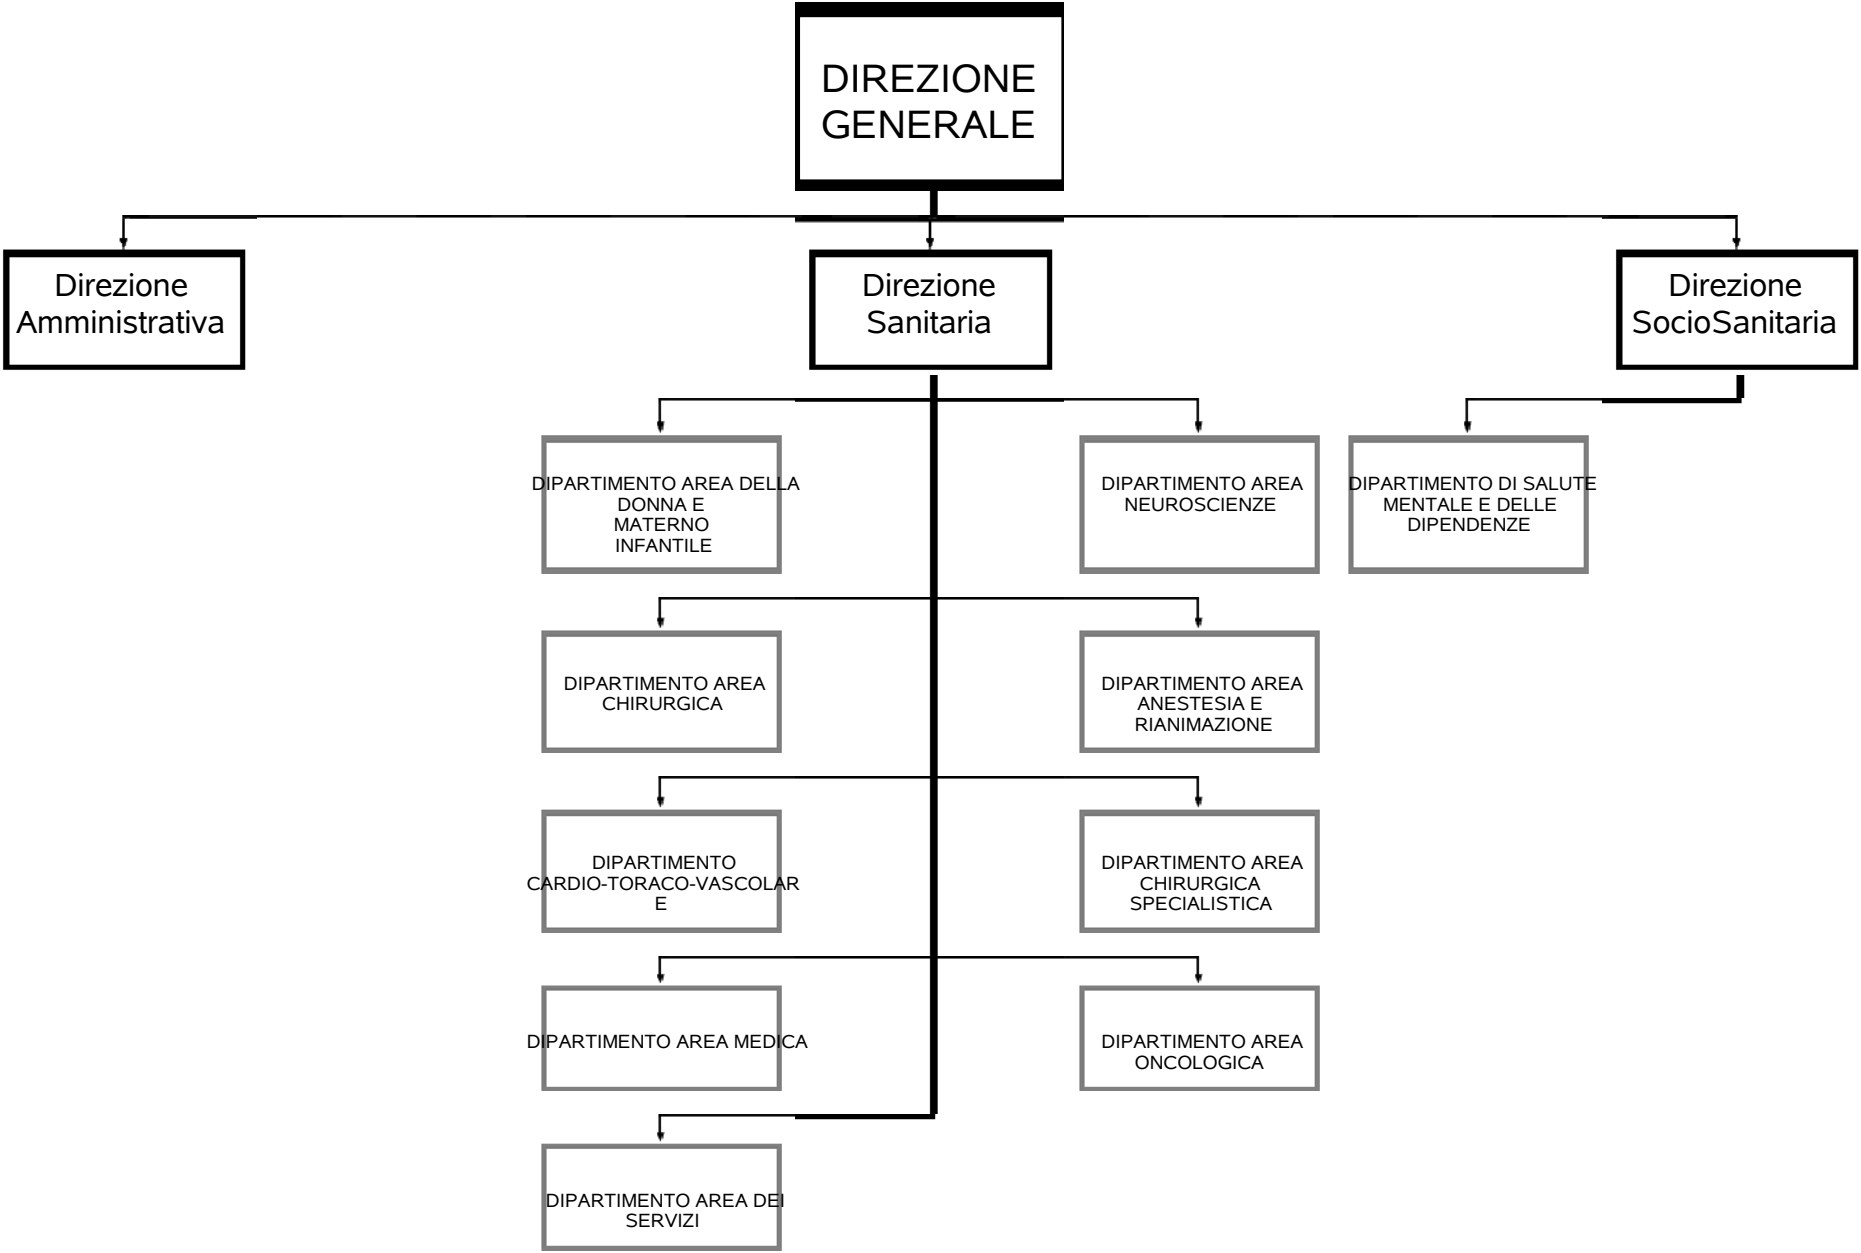 DIREZIONE
GENERALE
Direzione
Amministrativa
Direzione
Sanitaria
Direzione
SocioSanitaria
DIPARTIMENTO AREA DELLA
DONNA E
MATERNO
INFANTILE
DIPARTIMENTO AREA
NEUROSCIENZE
DIPARTIMENTO DI SALUTE
MENTALE E DELLE
DIPENDENZE
DIPARTIMENTO AREA
CHIRURGICA
DIPARTIMENTO AREA
ANESTESIA E
RIANIMAZIONE
DIPARTIMENTO
CARDIO-TORACO-VASCOLAR
E
DIPARTIMENTO AREA
CHIRURGICA
SPECIALISTICA
DIPARTIMENTO AREA MEDICA
DIPARTIMENTO AREA
ONCOLOGICA
DIPARTIMENTO AREA DEI
SERVIZI